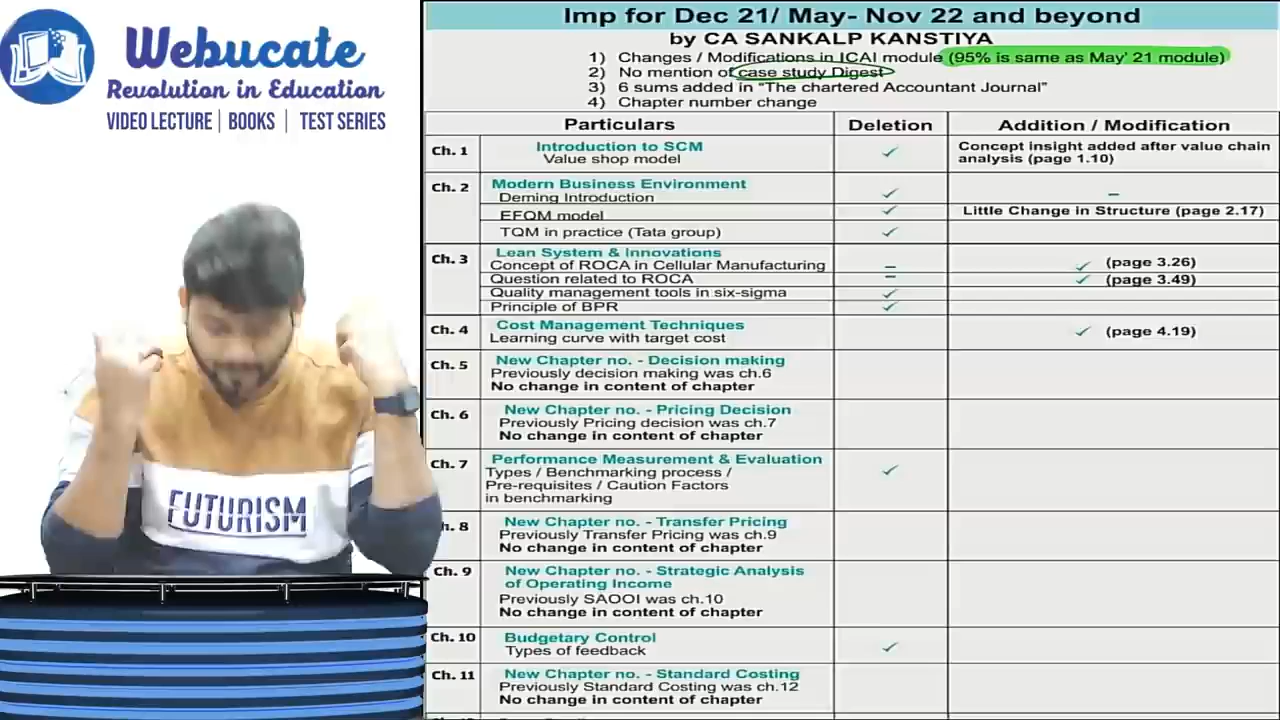 Webucate
Revolution in Education
VIDEO LECTURE | BOOKS | TEST SERIES
FUTURISM
Imp for Dec 21/ May- Nov 22 and beyond
by CA SANKALP KANSTIYA
1) Changes / Modifications in ICAI module (95% is same as May' 21 module)
2) No mention of case study Digest
3) 6 sums added in "The chartered Accountant Journal"
4) Chapter number change
Particulars Deletion Addition / Modification
Ch. 1 Introduction to SCM
Value shop model ✓ Concept insight added after value chain
analysis (page 1.10)
Ch. 2 Modern Business Environment
Deming Introduction ✓ –
EFQM model ✓ Little Change in Structure (page 2.17)
TQM in practice (Tata group) ✓
Ch. 3 Lean System & Innovations
Concept of ROCA in Cellular Manufacturing – ✓ (page 3.26)
Question related to ROCA – ✓ (page 3.49)
Quality management tools in six-sigma ✓
Principle of BPR ✓
Ch. 4 Cost Management Techniques
Learning curve with target cost ✓ (page 4.19)
Ch. 5 New Chapter no. - Decision making
Previously decision making was ch.6
No change in content of chapter
Ch. 6 New Chapter no. - Pricing Decision
Previously Pricing decision was ch.7
No change in content of chapter
Ch. 7 Performance Measurement & Evaluation
Types / Benchmarking process / ✓
Pre-requisites / Caution Factors
in benchmarking
h. 8 New Chapter no. - Transfer Pricing
Previously Transfer Pricing was ch.9
No change in content of chapter
Ch. 9 New Chapter no. - Strategic Analysis
of Operating Income
Previously SAOOI was ch.10
No change in content of chapter
Ch. 10 Budgetary Control
Types of feedback ✓
Ch. 11 New Chapter no. - Standard Costing
Previously Standard Costing was ch.12
No change in content of chapter